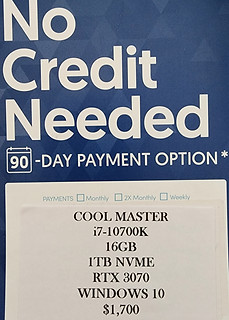 No
Credit
Needed
90-DAY PAYMENT OPTION*
PAYMENTS Monthly 2X Monthly Weekly
COOL MASTER
i7-10700K
16GB
1TB NVME
RTX 3070
WINDOWS 10
$1,700